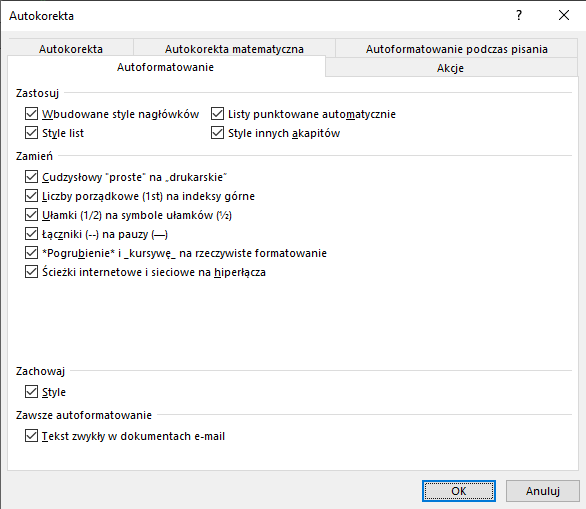 Autokorekta
?
Autokorekta Autokorekta matematyczna Autoformatowanie podczas pisania
Autoformatowanie Akcje
Zastosuj
Wbudowane style nagłówków Listy punktowane automatycznie
Style list Style innych akapitów
Zamień
Cudzysłowy "proste" na „drukarskie”
Liczby porządkowe (1st) na indeksy górne
Ułamki (1/2) na symbole ułamków (½)
Łączniki (--) na pauzy (—)
*Pogrubienie* i _kursywę_ na rzeczywiste formatowanie
Ścieżki internetowe i sieciowe na hiperłącza
Zachowaj
Style
Zawsze autoformatowanie
Tekst zwykły w dokumentach e-mail
OK Anuluj